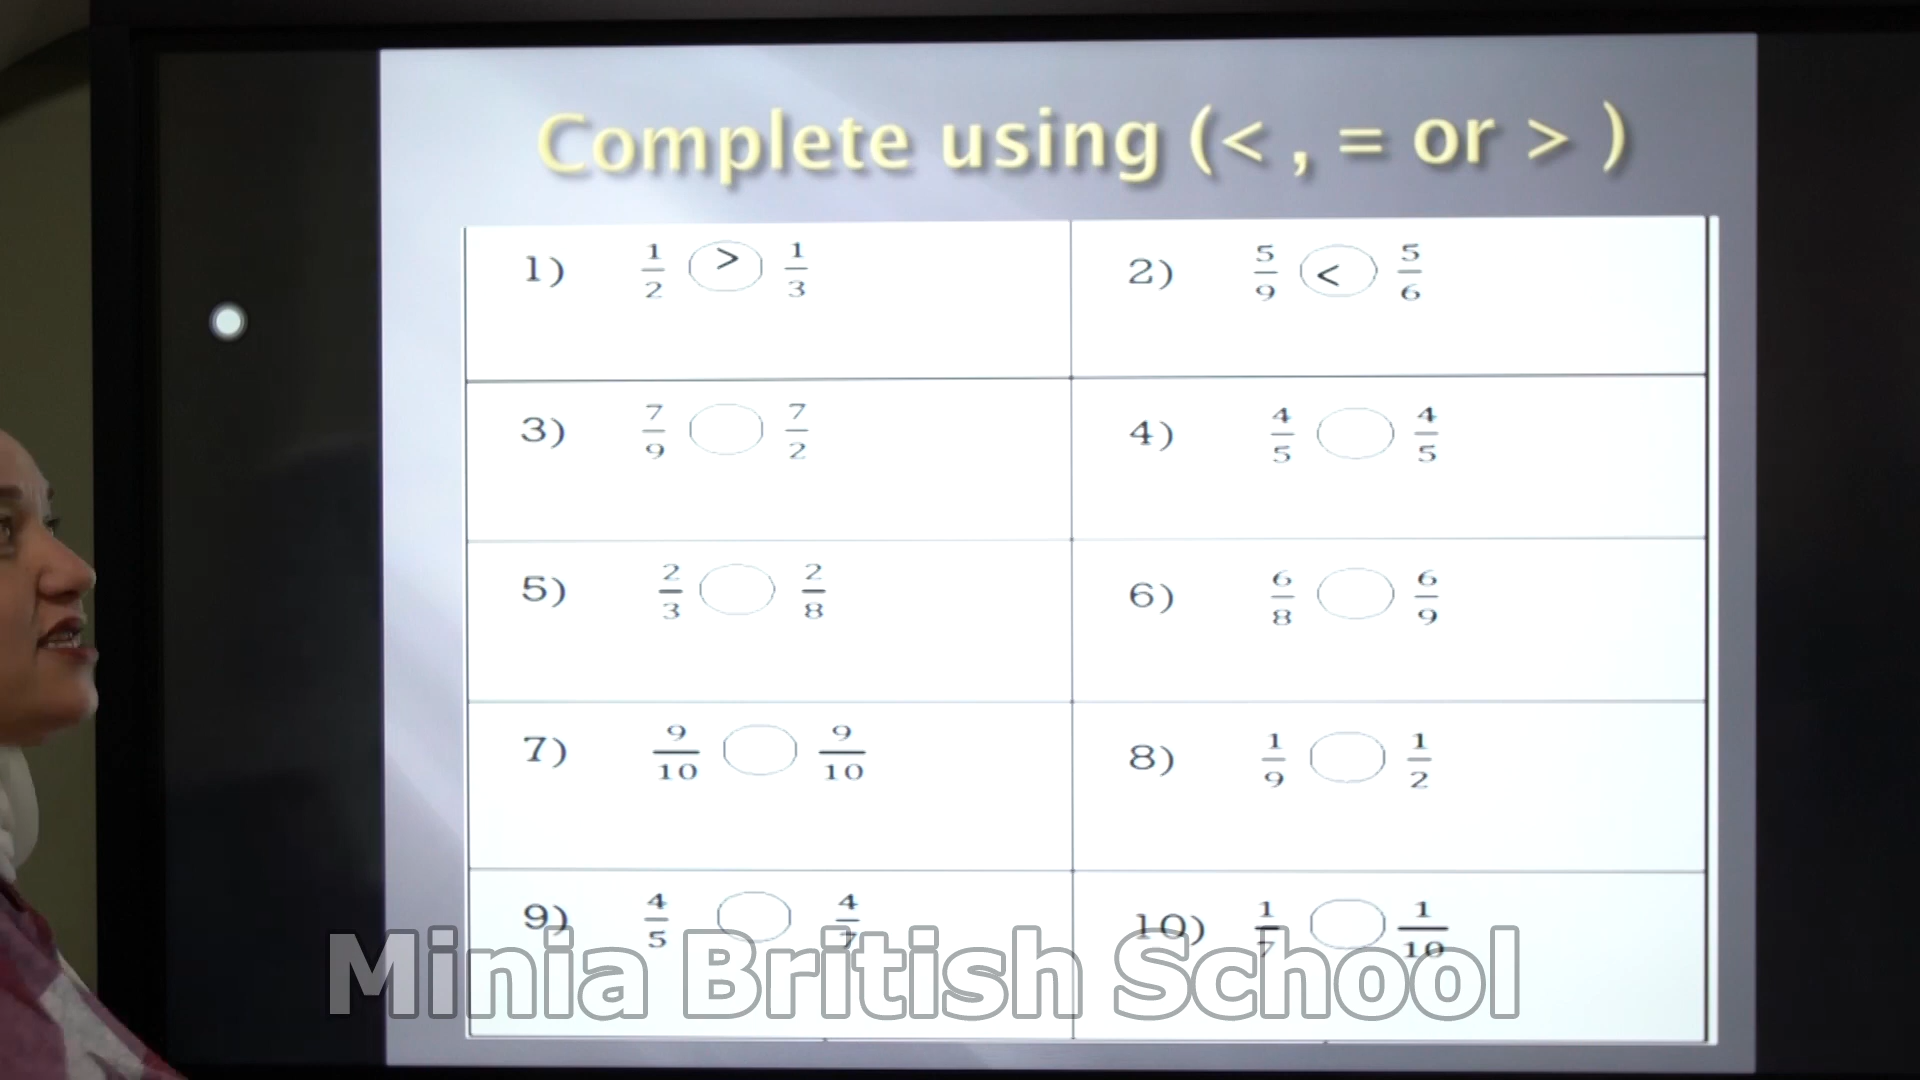 Complete using (< , = or > )
1) 1/2 > 1/3
2) 5/9 < 5/6
3) 7/9 7/2
4) 4/5 4/5
5) 2/3 2/8
6) 6/8 6/9
7) 9/10 9/10
8) 1/9 1/2
9) 4/5 4/7
10) 1/7 1/10
Minia British School